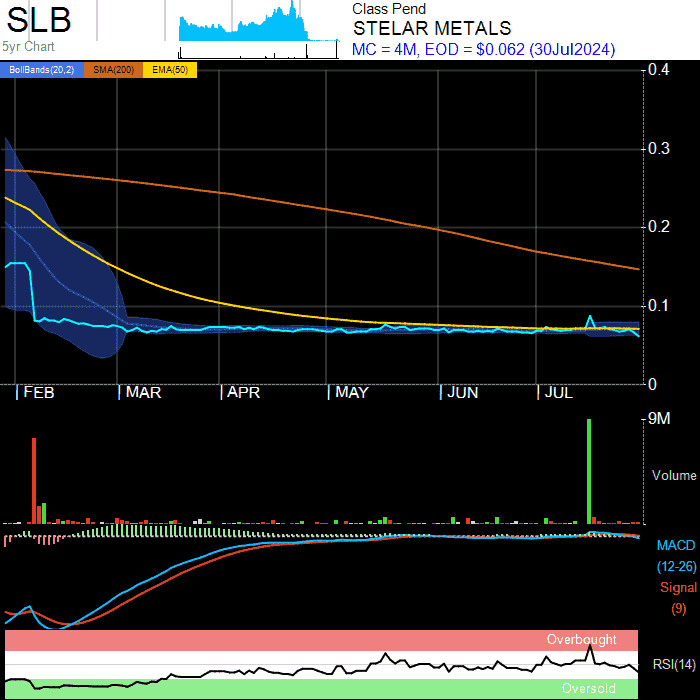 SLB
5yr Chart
Class Pend
STELAR METALS
MC = 4M, EOD = $0.062 (30Jul2024)
BollBands(20,2) SMA(200) EMA(50)
0.4
0.3
0.2
0.1
0
FEB MAR APR MAY JUN JUL
9M
Volume
MACD
(12-26)
Signal
(9)
Overbought
RSI(14)
Oversold